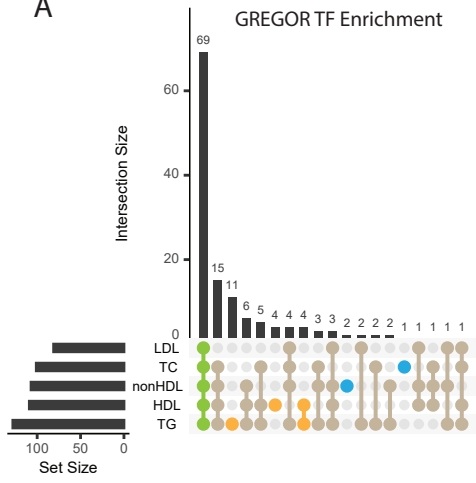 A
GREGOR TF Enrichment
Intersection Size
60
40
20
0
69 15 11 6 5 4 4 4 3 3 2 2 2 2 1 1 1 1 1
LDL
TC
nonHDL
HDL
TG
100 50 0
Set Size